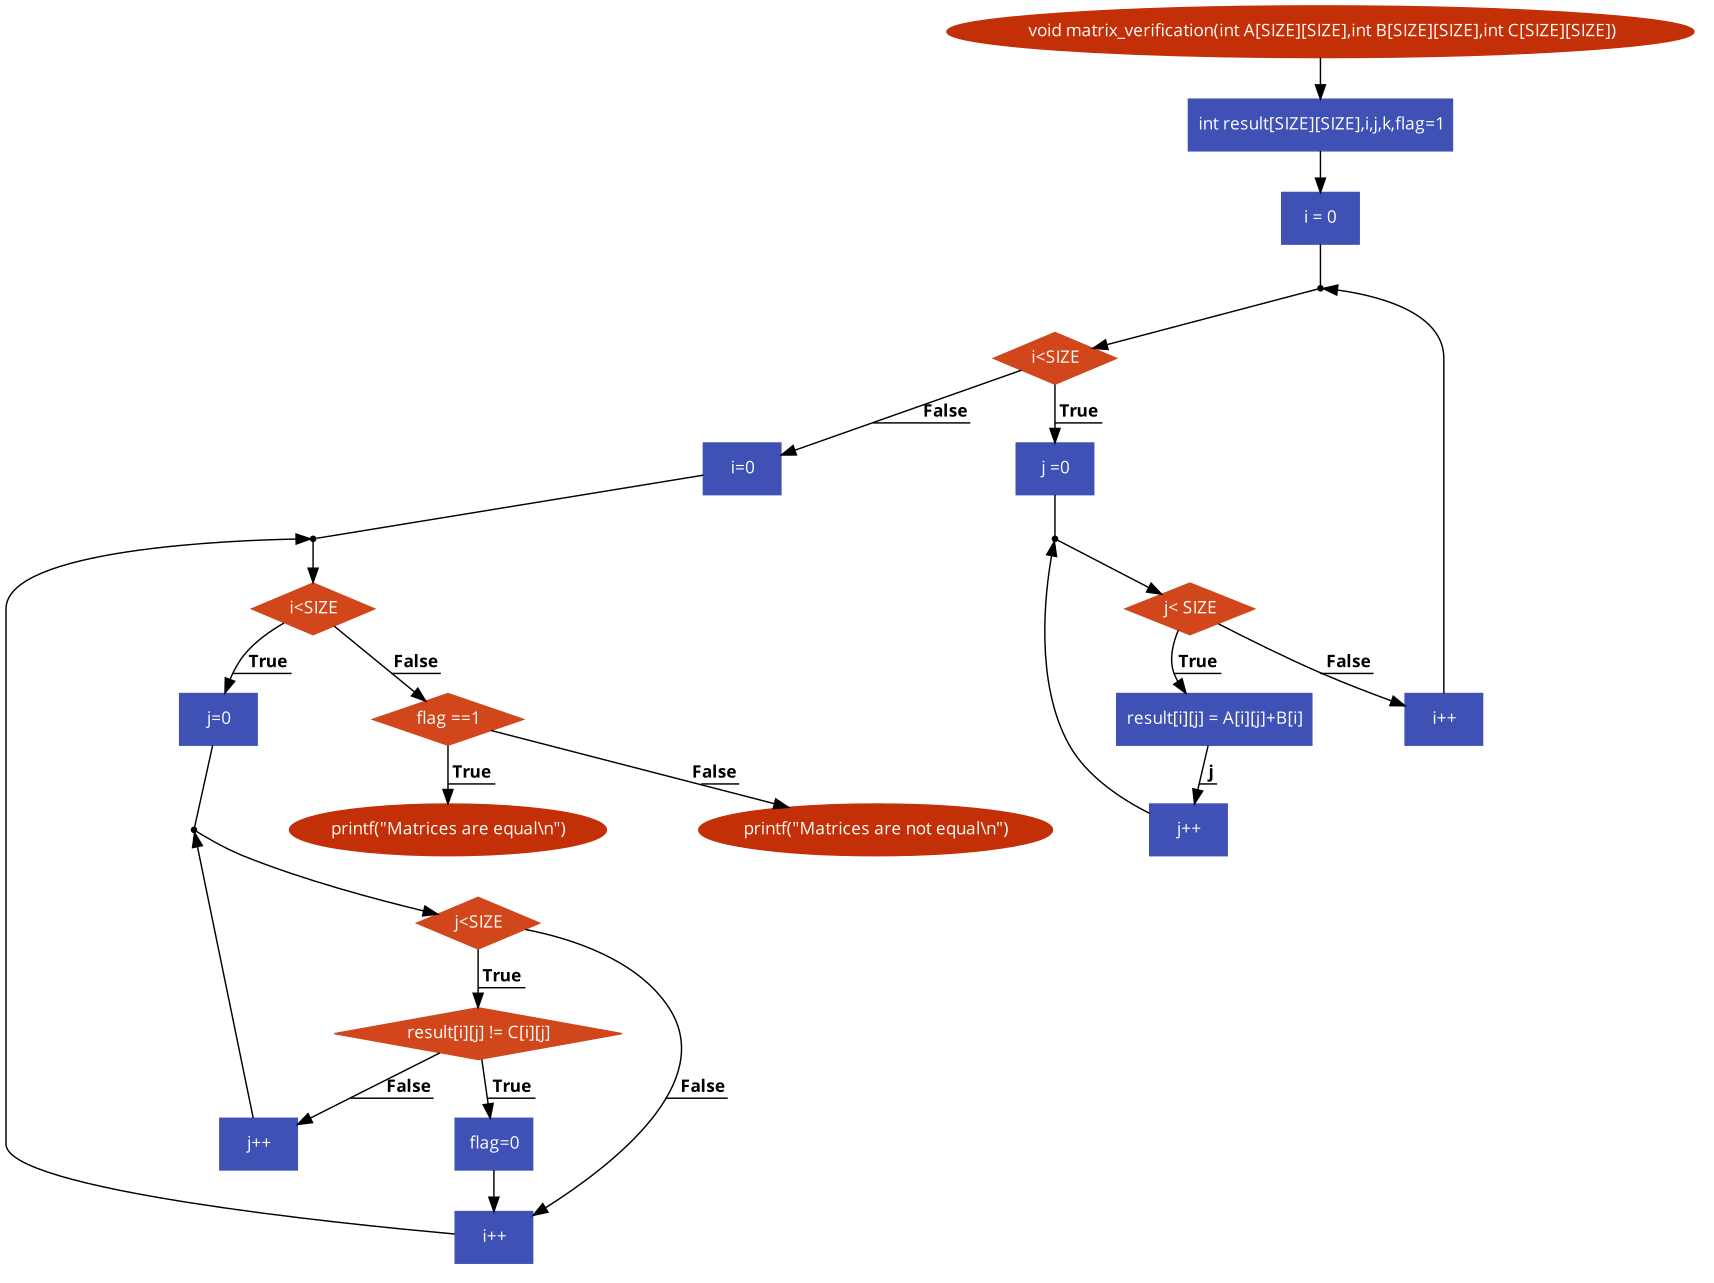 void matrix_verification(int A[SIZE][SIZE],int B[SIZE][SIZE],int C[SIZE][SIZE])
int result[SIZE][SIZE],i,j,k,flag=1
i = 0
i<SIZE
False
True
i=0
j =0
i<SIZE
j< SIZE
True
False
True
False
j=0
flag ==1
result[i][j] = A[i][j]+B[i]
i++
True
False
j
printf("Matrices are equal\n")
printf("Matrices are not equal\n")
j++
j<SIZE
True
result[i][j] != C[i][j]
False
True
False
j++
flag=0
i++